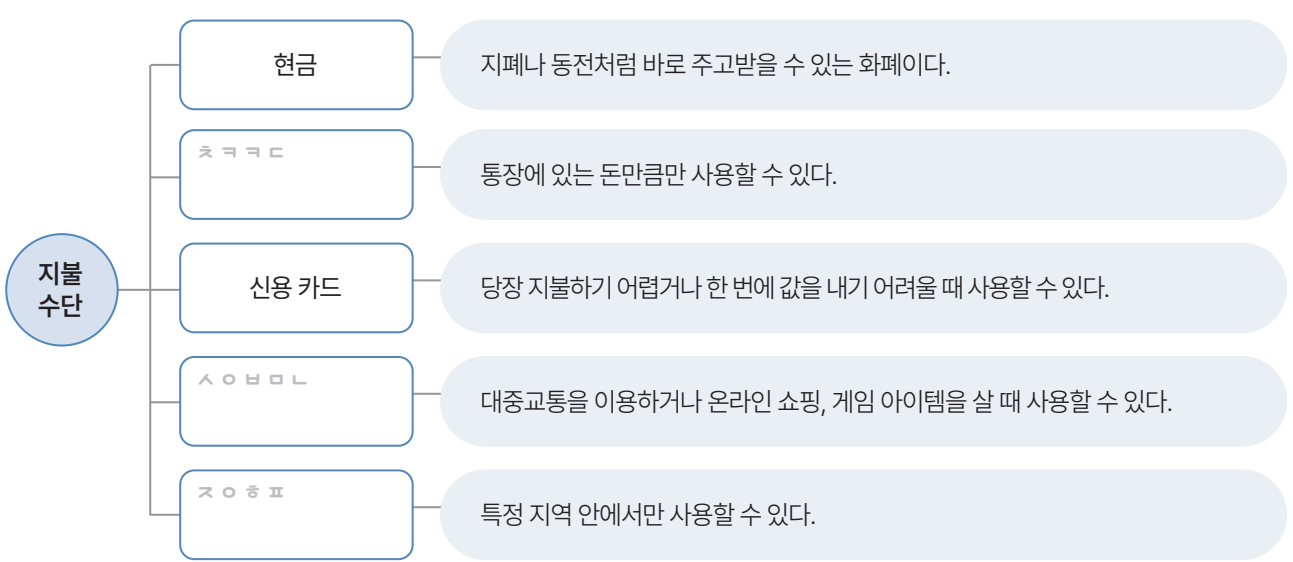 현금
지폐나 동전처럼 바로 주고받을 수 있는 화폐이다.
ㅊㅋㅋㄷ
통장에 있는 돈만큼만 사용할 수 있다.
지불
수단
신용 카드
당장 지불하기 어렵거나 한 번에 값을 내기 어려울 때 사용할 수 있다.
ㅅㅇㅂㅁㄴ
대중교통을 이용하거나 온라인 쇼핑, 게임 아이템을 살 때 사용할 수 있다.
ㅈㅇㅎㅍ
특정 지역 안에서만 사용할 수 있다.